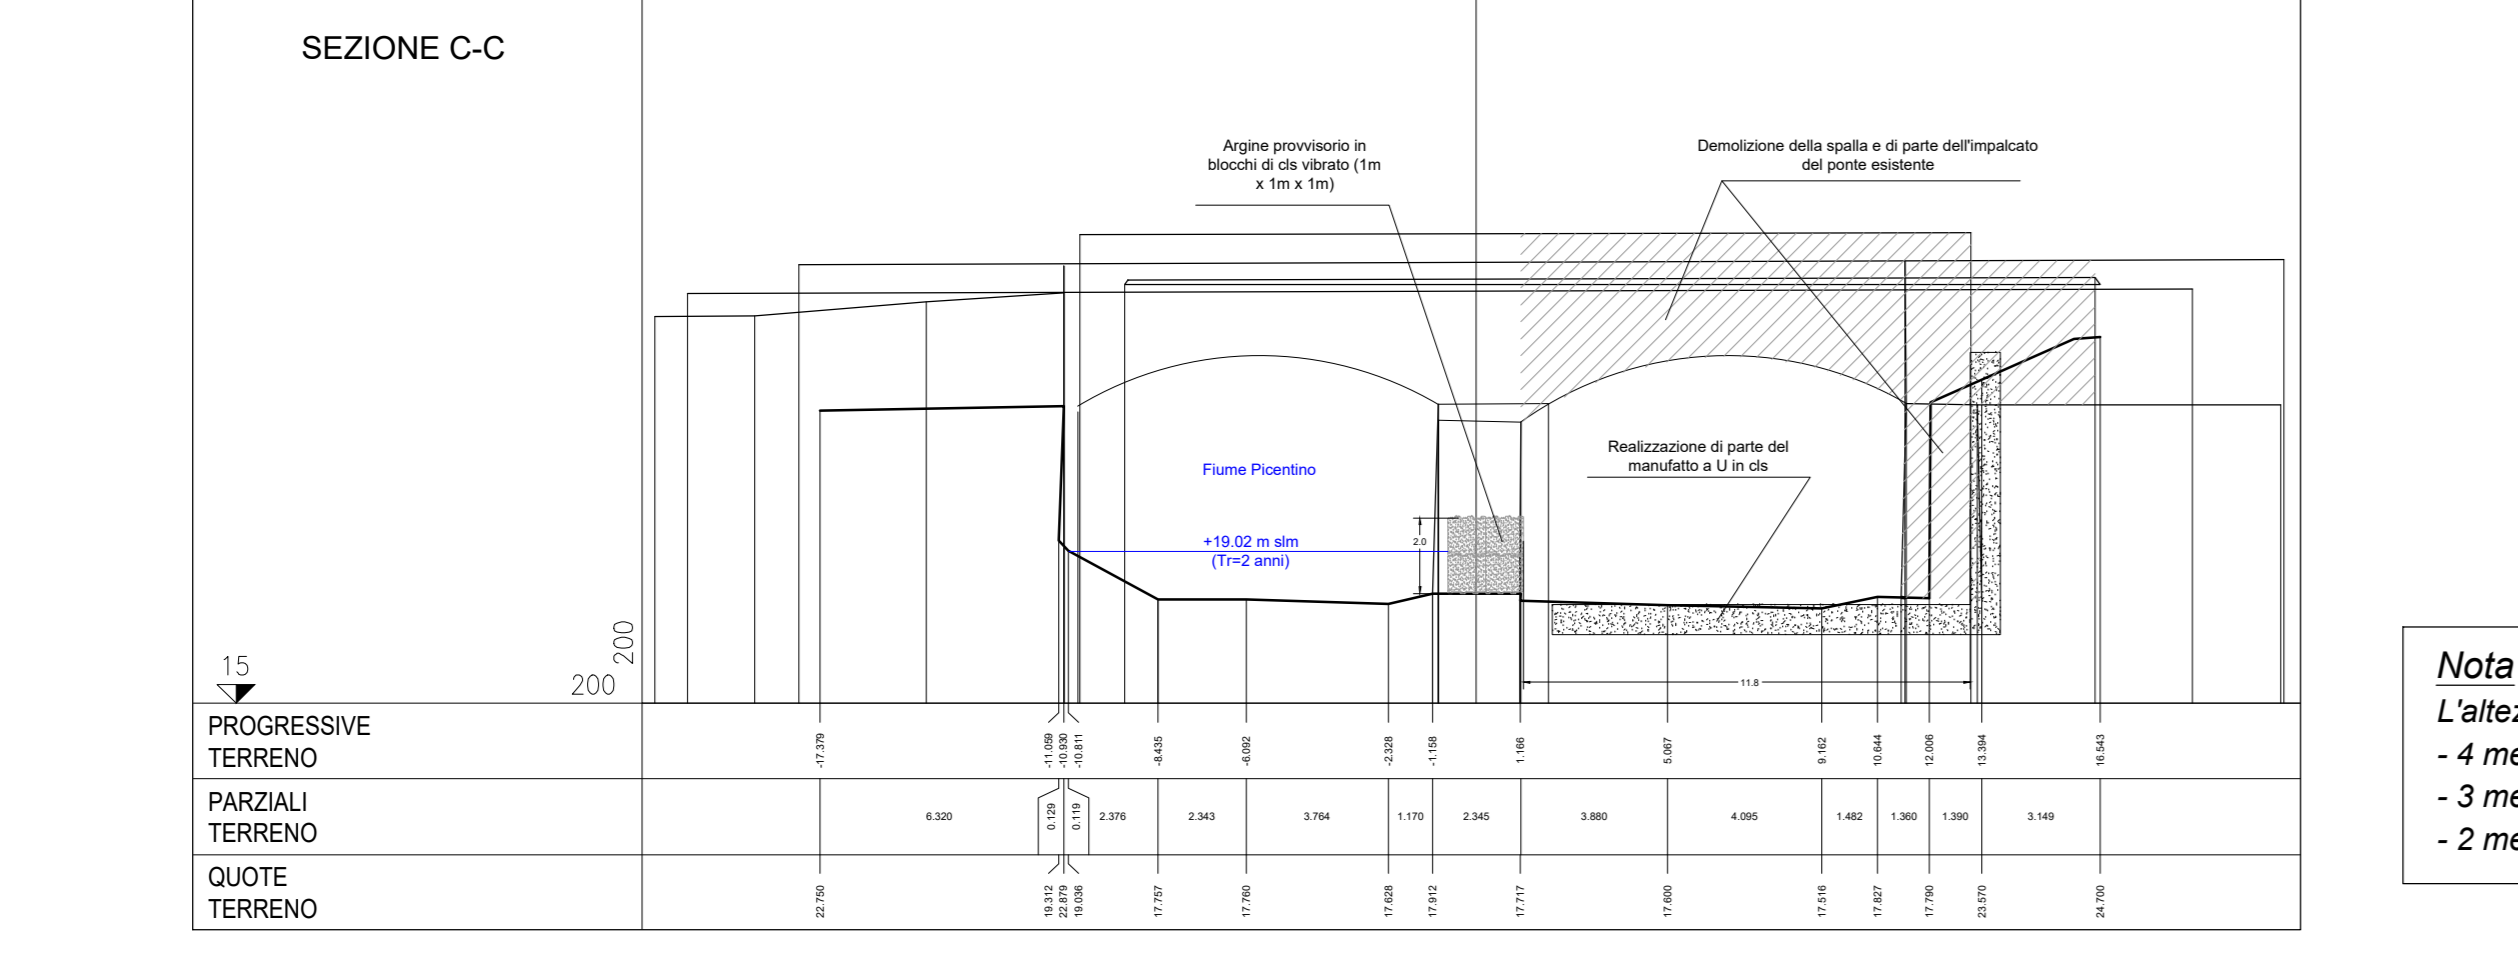 SEZIONE C-C
Argine provvisorio in
blocchi di cls vibrato (1m
x 1m x 1m)
Demolizione della spalla e di parte dell'impalcato
del ponte esistente
Realizzazione di parte del
manufatto a U in cls
Fiume Picentino
+19.02 m slm
(Tr=2 anni)
2.0
11.8
15
200
200
PROGRESSIVE
TERRENO
-17.379
-11.059
-10.930
-10.811
-8.435
-6.092
-2.328
-1.158
1.166
5.067
9.162
10.644
12.006
13.394
16.543
PARZIALI
TERRENO
6.320
0.129
0.119
2.376
2.343
3.764
1.170
2.345
3.880
4.095
1.482
1.360
1.390
3.149
QUOTE
TERRENO
22.750
19.312
22.879
19.036
17.757
17.760
17.628
17.912
17.717
17.600
17.516
17.827
17.790
23.570
24.700
Nota
L'altez
- 4 me
- 3 me
- 2 me